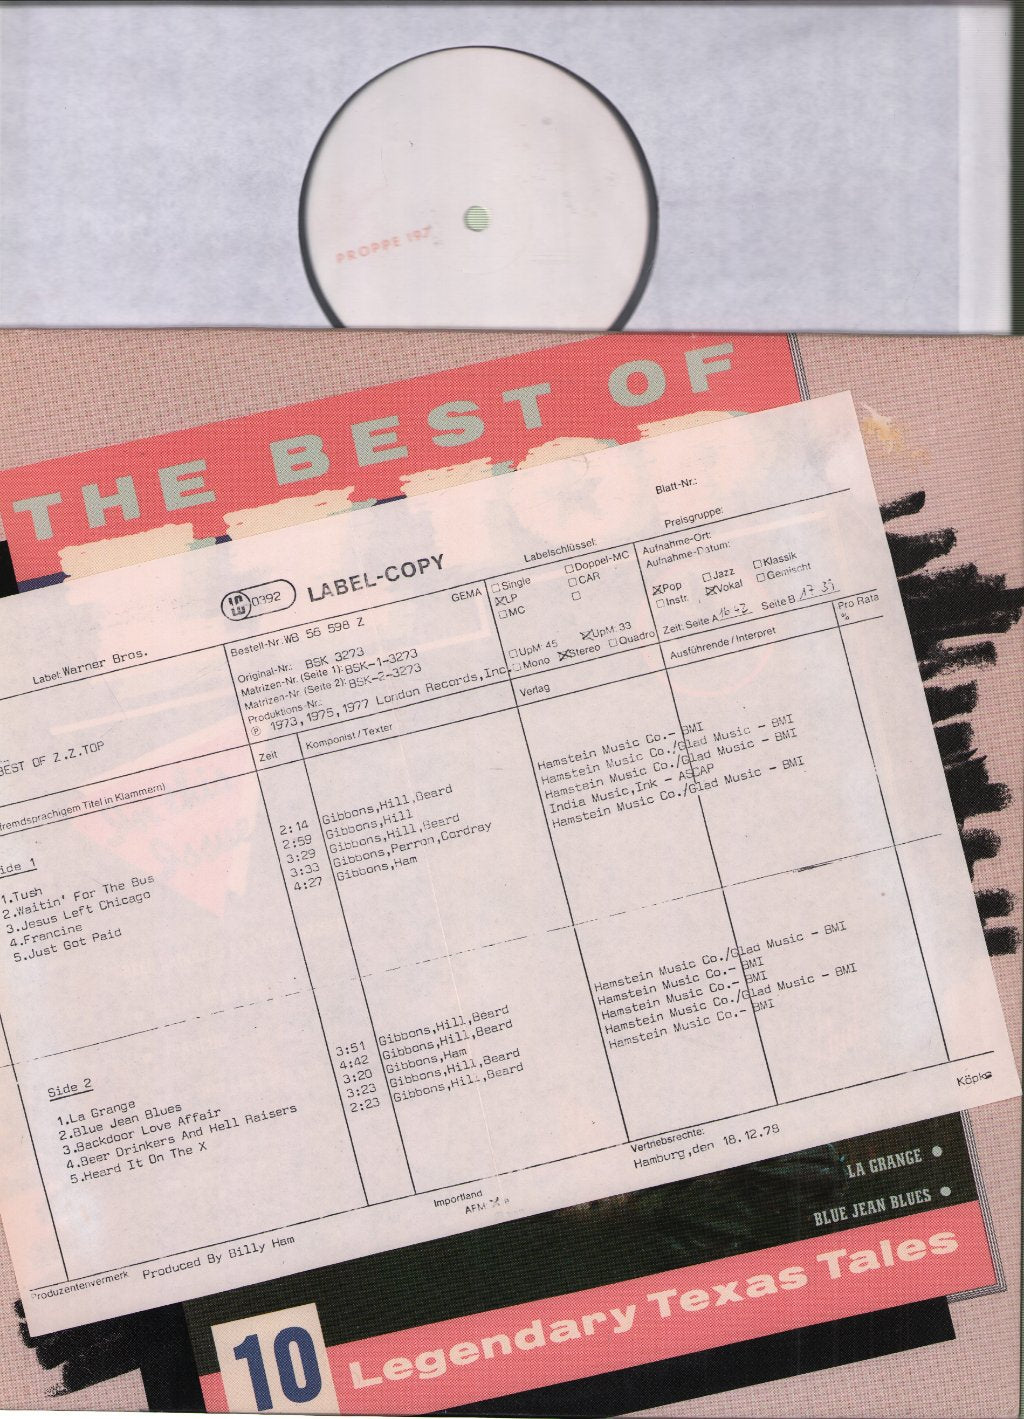 PROPPE 197
THE BEST OF
Blatt-Nr.:
LC 0392 LABEL-COPY
Labelschlüssel:
Preisgruppe:
GEMA
Single
Doppel-MC
LP
CAR
MC
UpM: 45 UpM: 33
Mono Stereo Quadro
Aufnahme-Ort:
Aufnahme-Datum:
Pop Jazz Klassik
Instr. Vokal Gemischt
Zeit: Seite A 16 42 Seite B 17 39
Label: Warner Bros.
Bestell-Nr. WB 56 598 Z
Original-Nr.: BSK 3273
Matrizen-Nr (Seite 1): BSK-1-3273
Matrizen-Nr (Seite 2): BSK-2-3273
Produktions-Nr.:
℗ 1973,1975,1977 London Records,Inc.
BEST OF Z.Z.TOP
fremdsprachigem Titel in Klammern)
Zeit
Komponist / Texter
Verlag
Ausführende / Interpret
Pro Rata
%
Side 1
1.Tush 2:14 Gibbons,Hill,Beard Hamstein Music Co.- BMI
2.Waitin' For The Bus 2:59 Gibbons,Hill Hamstein Music Co./Glad Music - BMI
3.Jesus Left Chicago 3:29 Gibbons,Hill,Beard Hamstein Music Co./Glad Music - BMI
4.Francine 3:33 Gibbons,Perron,Cordray India Music,Ink - ASCAP
5.Just Got Paid 4:27 Gibbons,Ham Hamstein Music Co./Glad Music - BMI
Side 2
1.La Grange 3:51 Gibbons,Hill,Beard Hamstein Music Co./Glad Music - BMI
2.Blue Jean Blues 4:42 Gibbons,Hill,Beard Hamstein Music Co.- BMI
3.Backdoor Love Affair 3:20 Gibbons,Ham Hamstein Music Co.- BMI
4.Beer Drinkers And Hell Raisers 3:23 Gibbons,Hill,Beard Hamstein Music Co./Glad Music - BMI
5.Heard It On The X 2:23 Gibbons,Hill,Beard Hamstein Music Co.- BMI
Produzentenvermerk Produced By Billy Ham
Importland
Vertriebsrechte:
Hamburg,den 18.12.78
Köpke
LA GRANGE
BLUE JEAN BLUES
10 Legendary Texas Tales